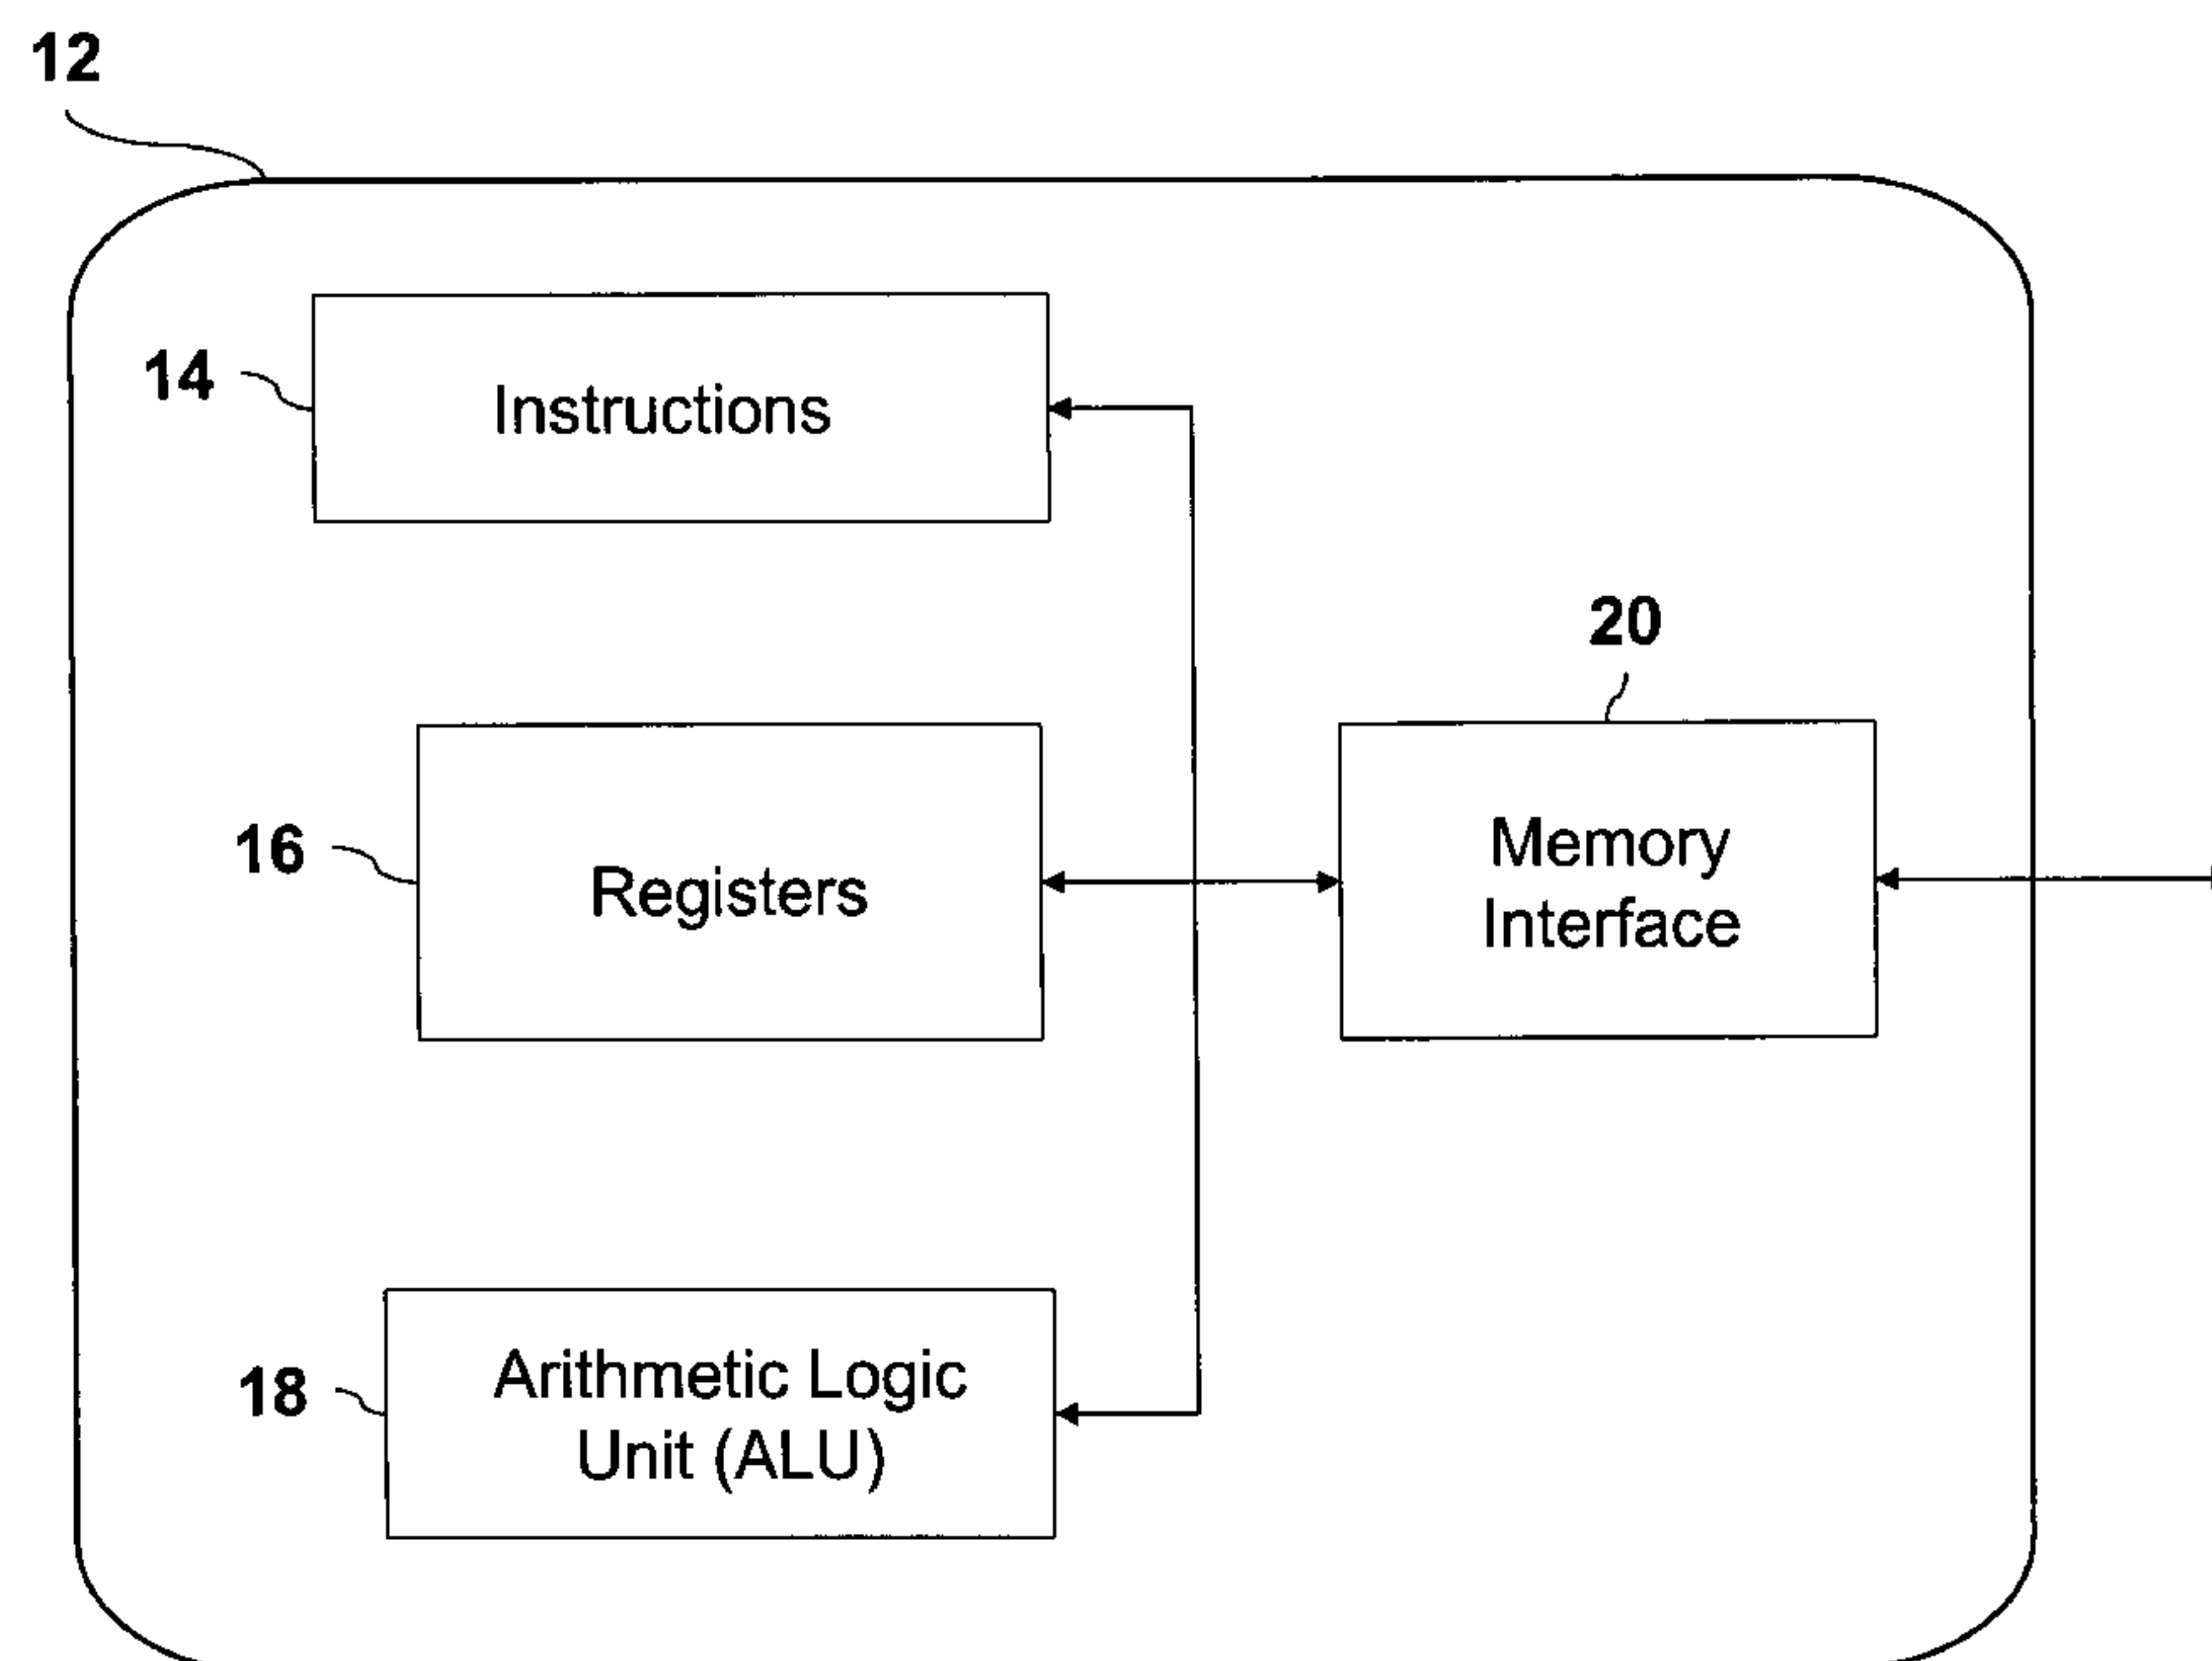 12
14
Instructions
20
16
Registers
Memory
Interface
18
Arithmetic Logic
Unit (ALU)